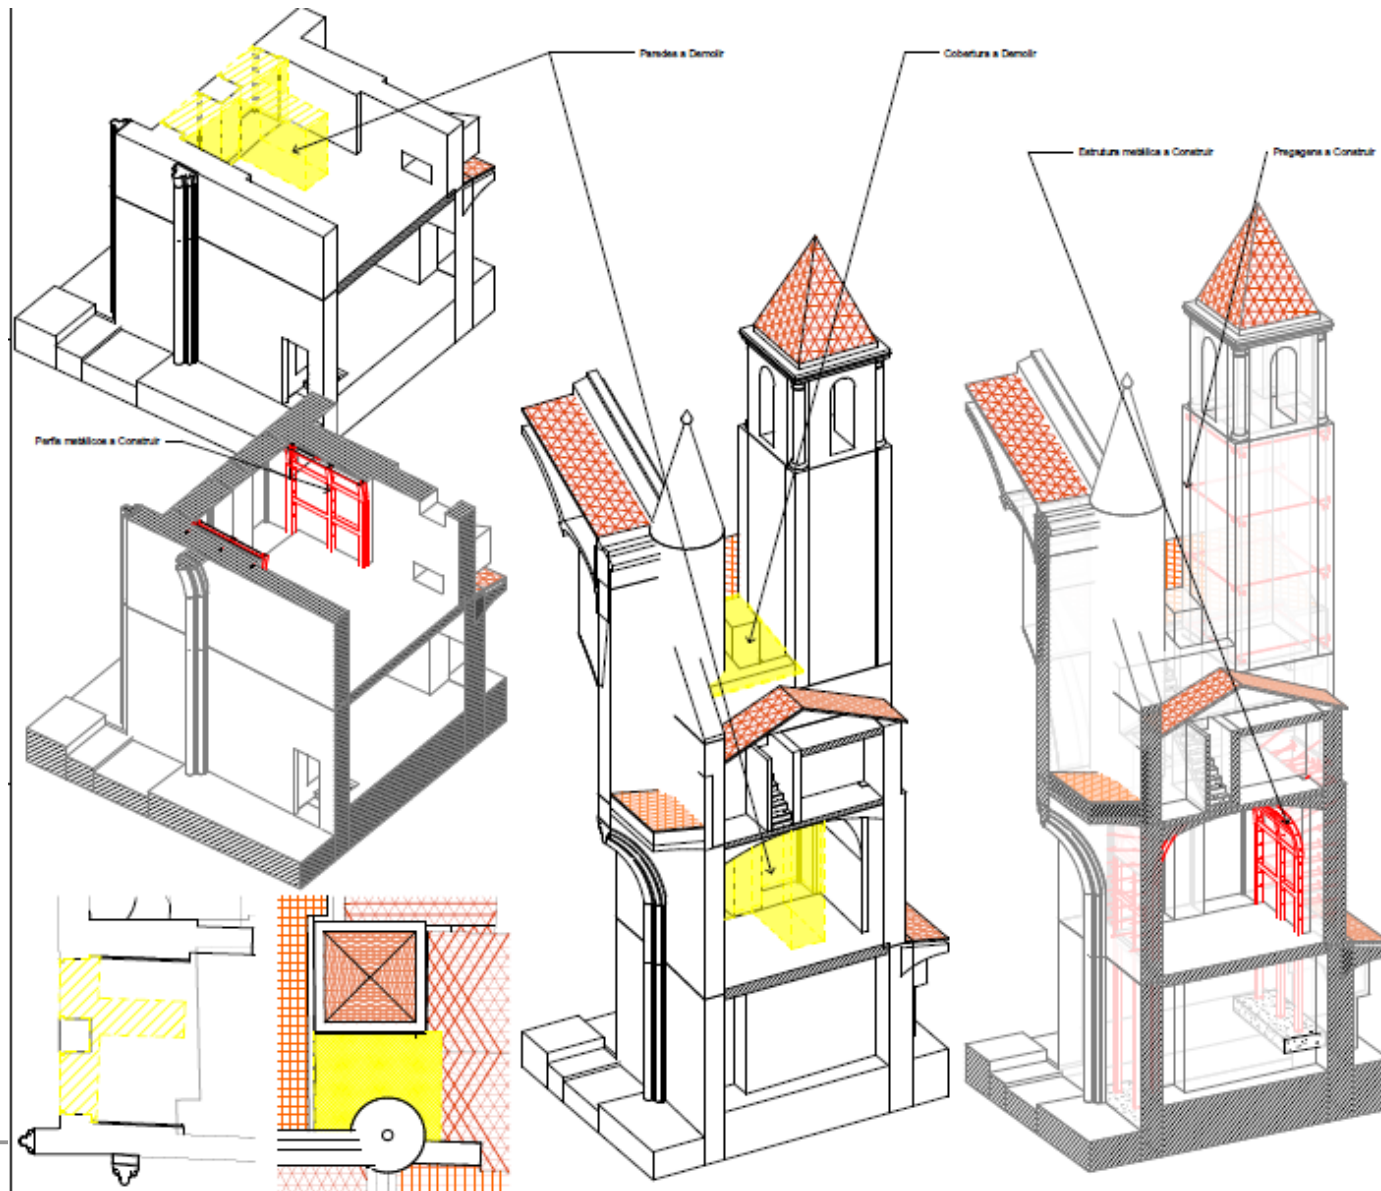 Paredes a Demolir
Cobertura a Demolir
Estrutura metálica a Construir
Pregagens a Construir
Perfis metálicos a Construir